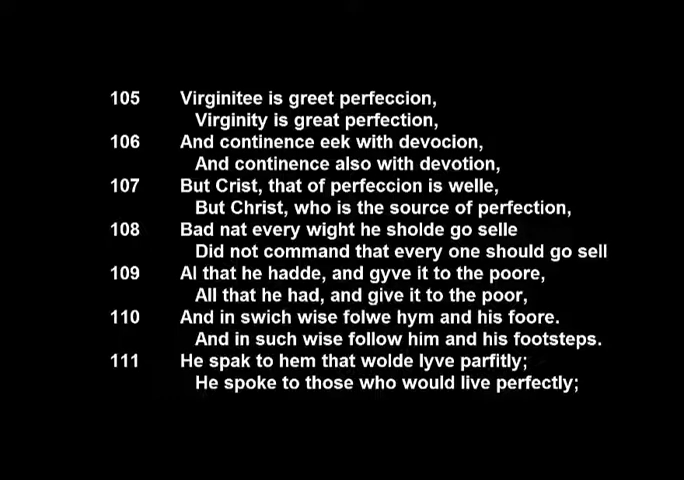 105 Virginitee is greet perfeccion,
Virginity is great perfection,
106 And continence eek with devocion,
And continence also with devotion,
107 But Crist, that of perfeccion is welle,
But Christ, who is the source of perfection,
108 Bad nat every wight he sholde go selle
Did not command that every one should go sell
109 Al that he hadde, and gyve it to the poore,
All that he had, and give it to the poor,
110 And in swich wise folwe hym and his foore.
And in such wise follow him and his footsteps.
111 He spak to hem that wolde lyve parfitly;
He spoke to those who would live perfectly;